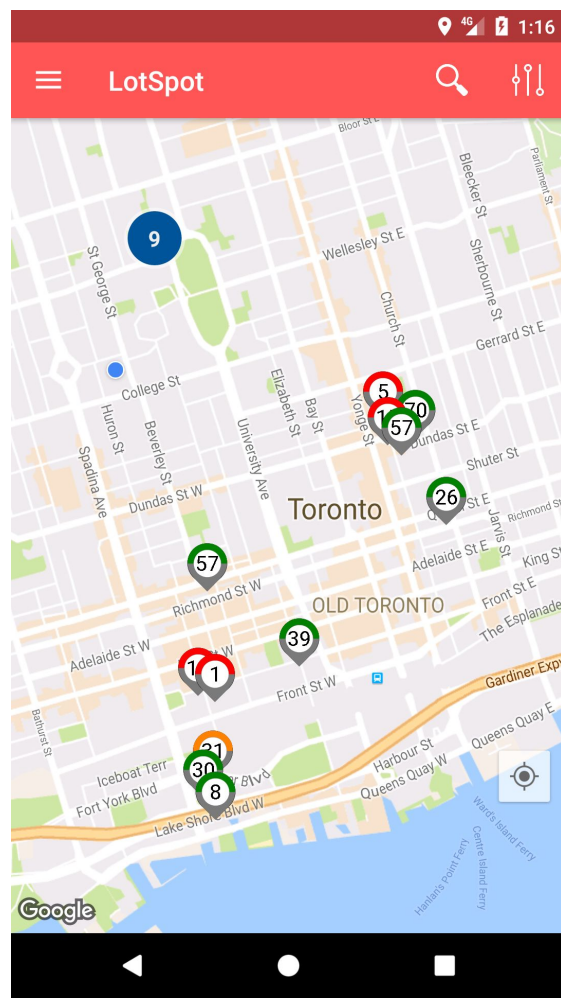 4G 1:16
LotSpot
Bloor St E
Parliament St
Bleecker St
9
Wellesley St E
St George St
Sherbourne St
Church St
Gerrard St E
College St
Elizabeth St
Bay St
5
Yonge St
70
57
Huron St
Beverley St
University Ave
Dundas St E
Spadina Ave
Shuter St
Dundas St W
26
Toronto
Richmond St
Jarvis St
57
Adelaide St E
King St
Richmond St W
OLD TORONTO
Front St E
The Esplanade
39
Adelaide St W
St W
1
Front St W
Gardiner Expy
Bathurst St
Queens Quay E
31
Harbour St
Iceboat Terr
30
Blvd
Queens Quay W
8
Fort York Blvd
Lake Shore Blvd W
Ward's Island Ferry
Centre Island Ferry
Hanlan's Point Ferry
Google